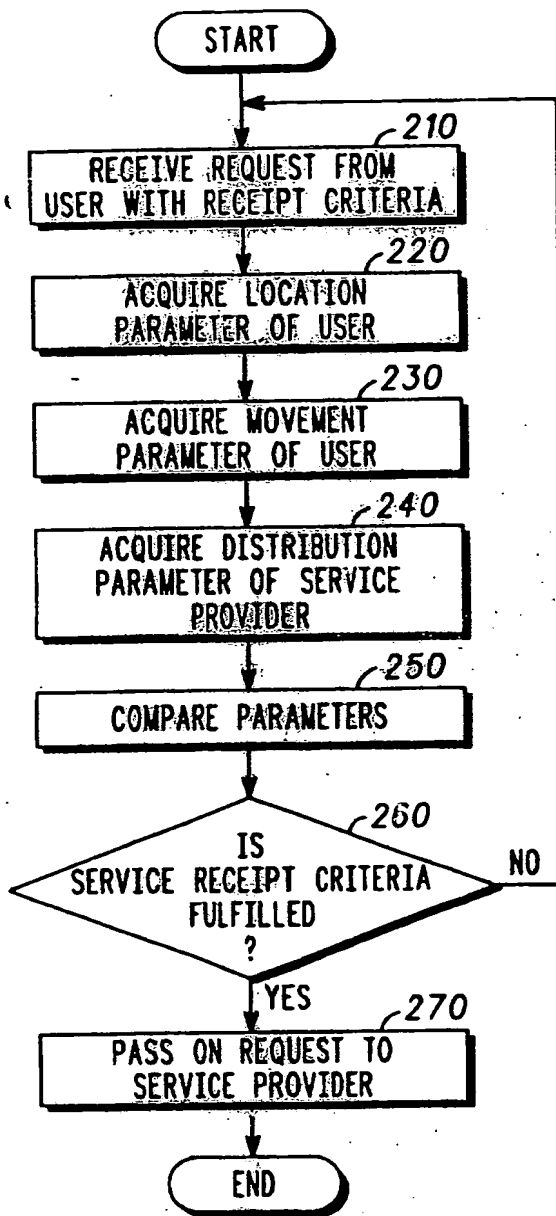 START
210
RECEIVE REQUEST FROM
USER WITH RECEIPT CRITERIA
220
ACQUIRE LOCATION
PARAMETER OF USER
230
ACQUIRE MOVEMENT
PARAMETER OF USER
240
ACQUIRE DISTRIBUTION
PARAMETER OF SERVICE
PROVIDER
250
COMPARE PARAMETERS
260
IS
SERVICE RECEIPT CRITERIA
FULFILLED
?
NO
YES
270
PASS ON REQUEST TO
SERVICE PROVIDER
END